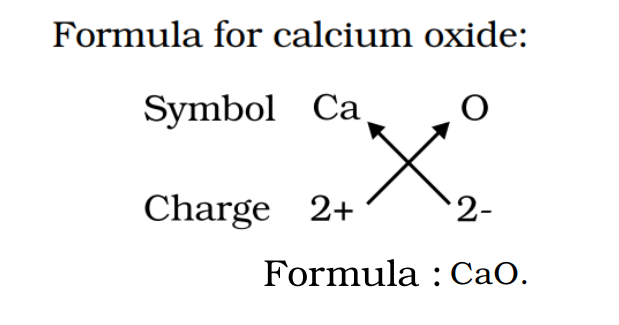 Formula for calcium oxide:
Symbol Ca O
Charge 2+ 2-
Formula : CaO.